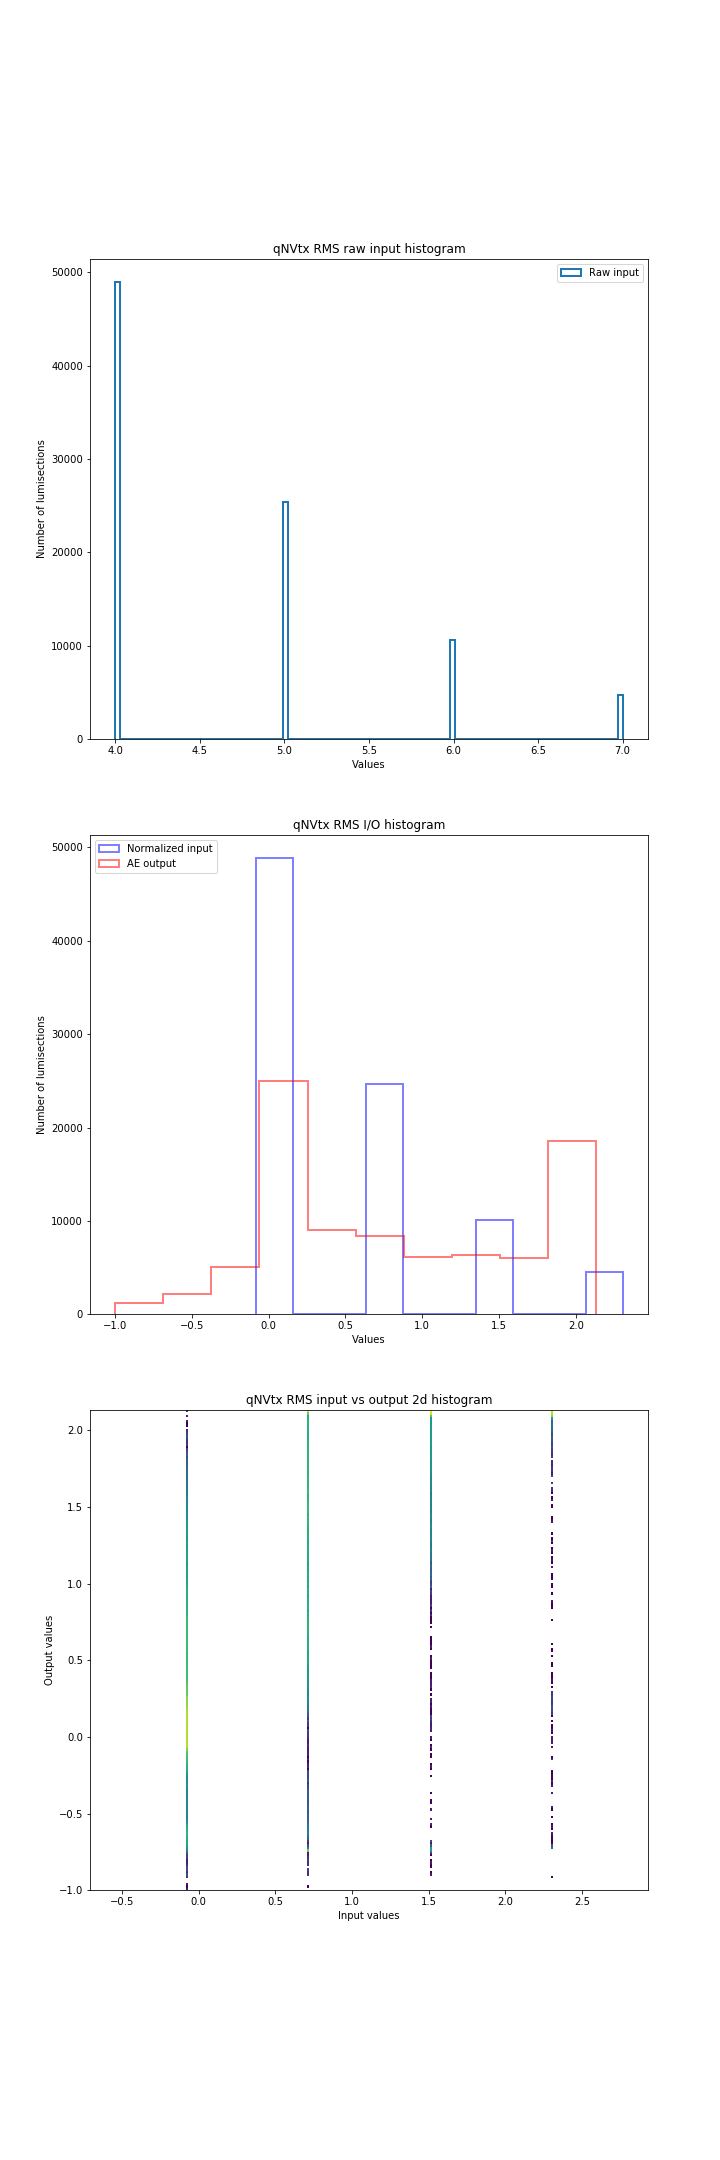 qNVtx RMS raw input histogram
Raw input
50000
40000
30000
20000
10000
0
Number of lumisections
4.0 4.5 5.0 5.5 6.0 6.5 7.0
Values
qNVtx RMS I/O histogram
Normalized input
AE output
50000
40000
30000
20000
10000
0
Number of lumisections
−1.0 −0.5 0.0 0.5 1.0 1.5 2.0
Values
qNVtx RMS input vs output 2d histogram
2.0
1.5
1.0
0.5
0.0
−0.5
−1.0
Output values
−0.5 0.0 0.5 1.0 1.5 2.0 2.5
Input values